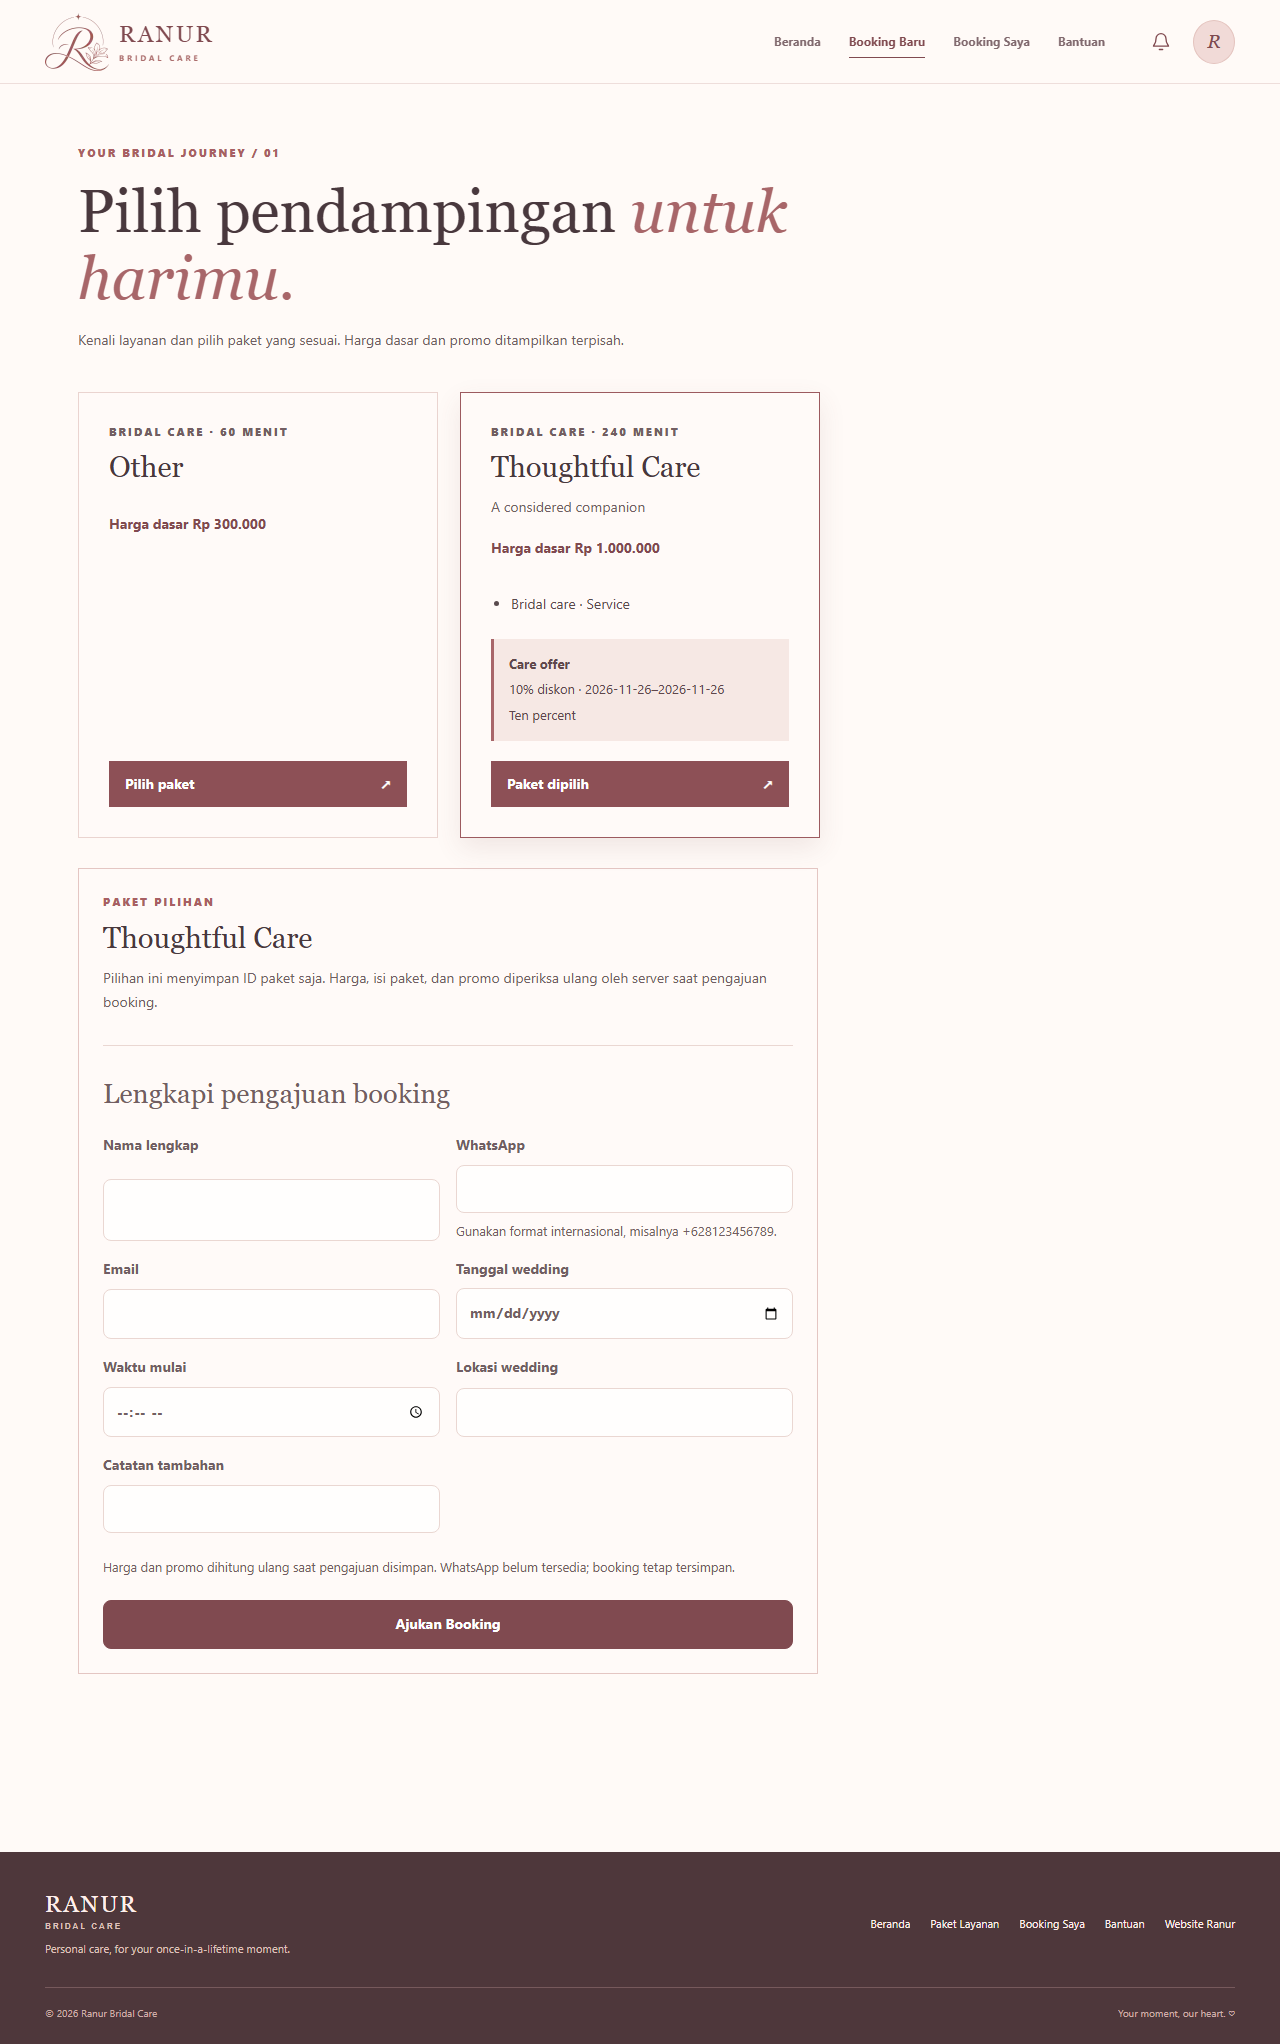 RANUR
BRIDAL CARE
Beranda
Booking Baru
Booking Saya
Bantuan
R
YOUR BRIDAL JOURNEY / 01
Pilih pendampingan untuk
harimu.
Kenali layanan dan pilih paket yang sesuai. Harga dasar dan promo ditampilkan terpisah.
BRIDAL CARE · 60 MENIT
Other
Harga dasar Rp 300.000
Pilih paket ↗
BRIDAL CARE · 240 MENIT
Thoughtful Care
A considered companion
Harga dasar Rp 1.000.000
• Bridal care · Service
Care offer
10% diskon · 2026-11-26–2026-11-26
Ten percent
Paket dipilih ↗
PAKET PILIHAN
Thoughtful Care
Pilihan ini menyimpan ID paket saja. Harga, isi paket, dan promo diperiksa ulang oleh server saat pengajuan
booking.
Lengkapi pengajuan booking
Nama lengkap
WhatsApp
Gunakan format internasional, misalnya +628123456789.
Email
Tanggal wedding
mm/dd/yyyy
Waktu mulai
--:-- --
Lokasi wedding
Catatan tambahan
Harga dan promo dihitung ulang saat pengajuan disimpan. WhatsApp belum tersedia; booking tetap tersimpan.
Ajukan Booking
RANUR
BRIDAL CARE
Personal care, for your once-in-a-lifetime moment.
Beranda
Paket Layanan
Booking Saya
Bantuan
Website Ranur
© 2026 Ranur Bridal Care
Your moment, our heart. ♡